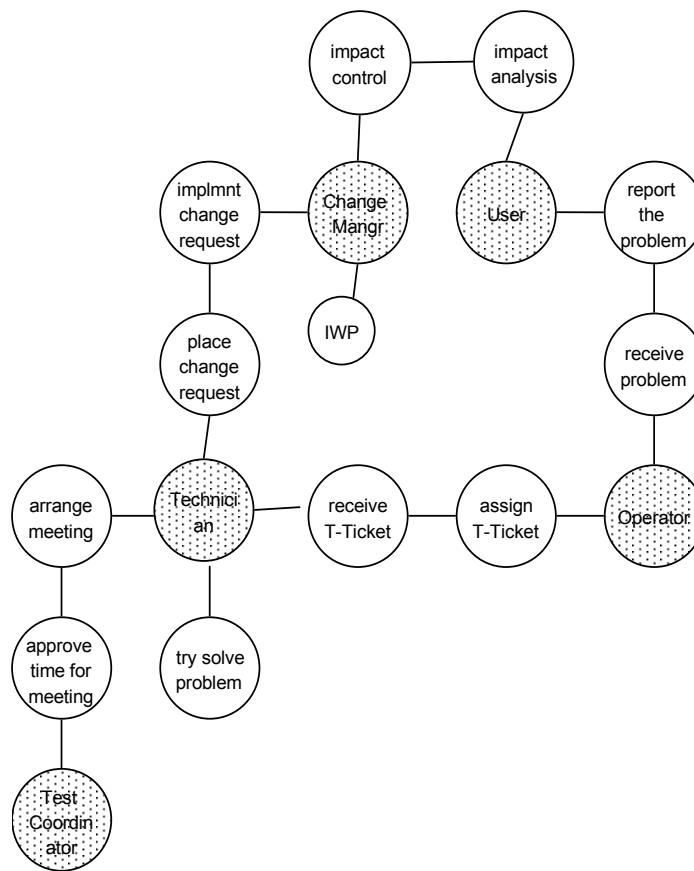 impact
control
impact
analysis
implmnt
change
request
Change
Mangr
User
report
the
problem
IWP
place
change
request
receive
problem
arrange
meeting
Technici
an
receive
T-Ticket
assign
T-Ticket
Operator
approve
time for
meeting
try solve
problem
Test
Coordin
ator